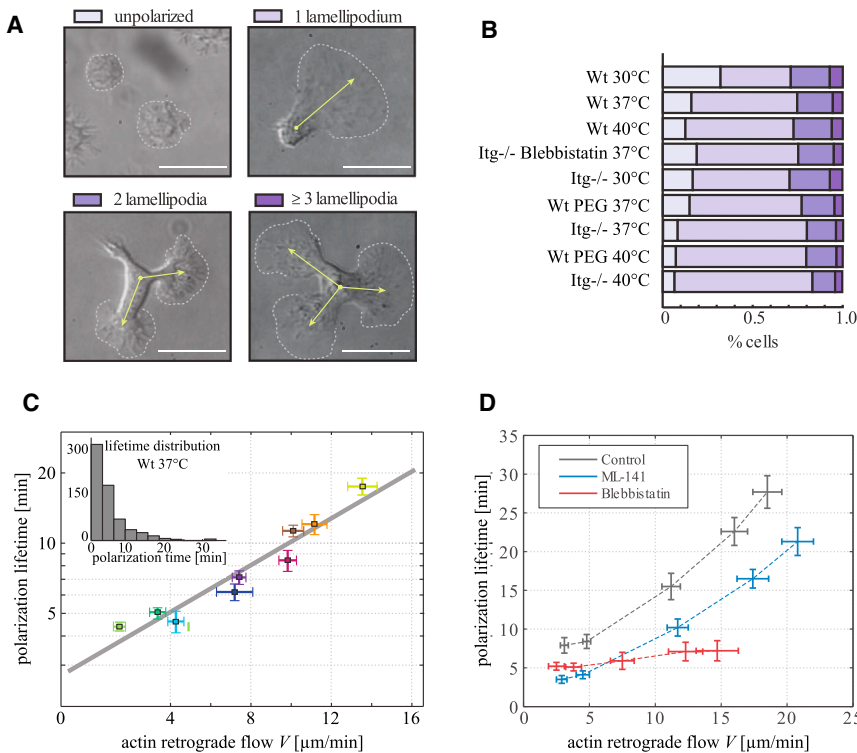 A
unpolarized
1 lamellipodium
2 lamellipodia
≥ 3 lamellipodia
B
Wt 30°C
Wt 37°C
Wt 40°C
Itg-/- Blebbistatin 37°C
Itg-/- 30°C
Wt PEG 37°C
Itg-/- 37°C
Wt PEG 40°C
Itg-/- 40°C
0 0.5 1.0
% cells
C
polarization lifetime [min]
20
10
5
300
150
0
lifetime distribution
Wt 37°C
0 10 20 30
polarization time [min]
1
0 4 8 10 12 16
actin retrograde flow V [µm/min]
D
polarization lifetime [min]
35
30
25
20
15
10
5
0
Control
ML-141
Blebbistatin
0 5 10 15 20 25
actin retrograde flow V [µm/min]